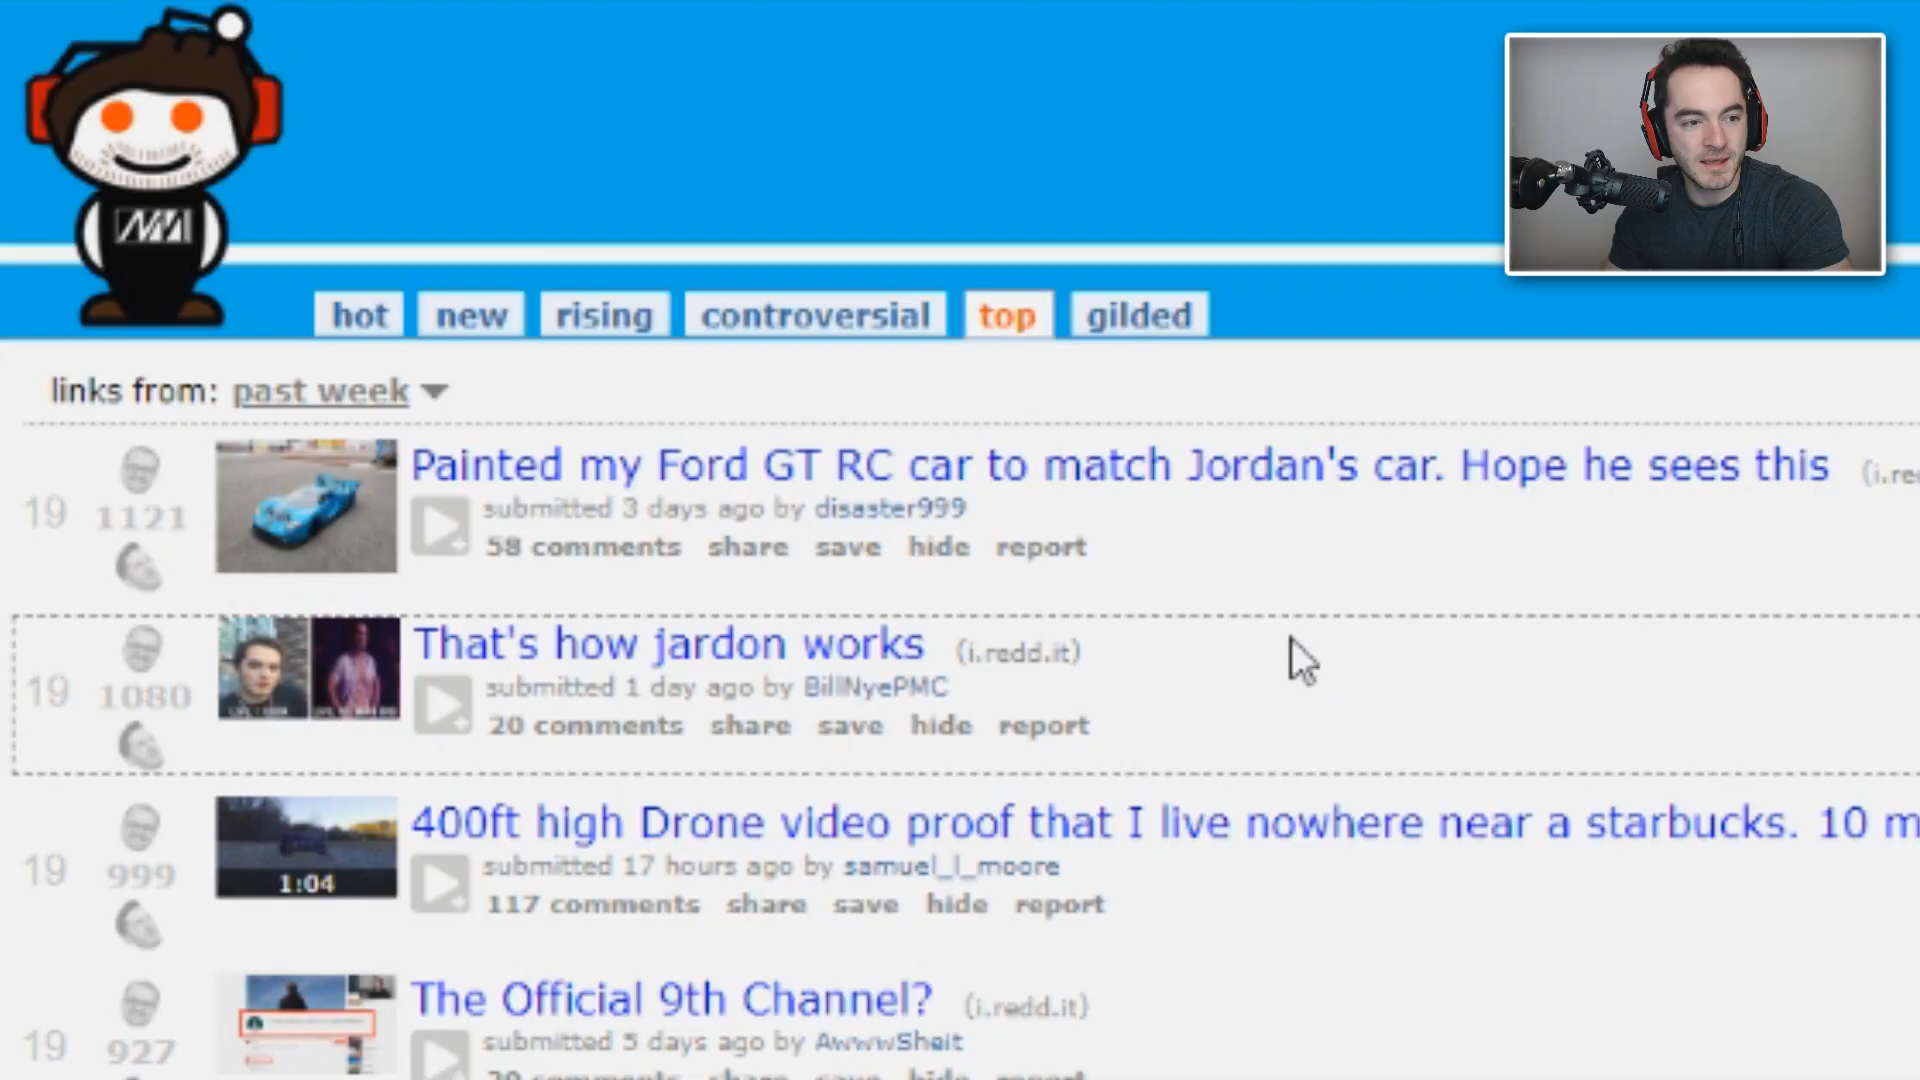 hot new rising controversial top gilded
links from: past week
19 1121 Painted my Ford GT RC car to match Jordan's car. Hope he sees this
submitted 3 days ago by disaster999
58 comments share save hide report
19 1080 That's how jardon works (i.redd.it)
submitted 1 day ago by BillNyePMC
20 comments share save hide report
19 999 1:04 400ft high Drone video proof that I live nowhere near a starbucks. 10 m
submitted 17 hours ago by samuel_l_moore
117 comments share save hide report
19 927 The Official 9th Channel? (i.redd.it)
submitted 5 days ago by AwwwSheit
share save hide report